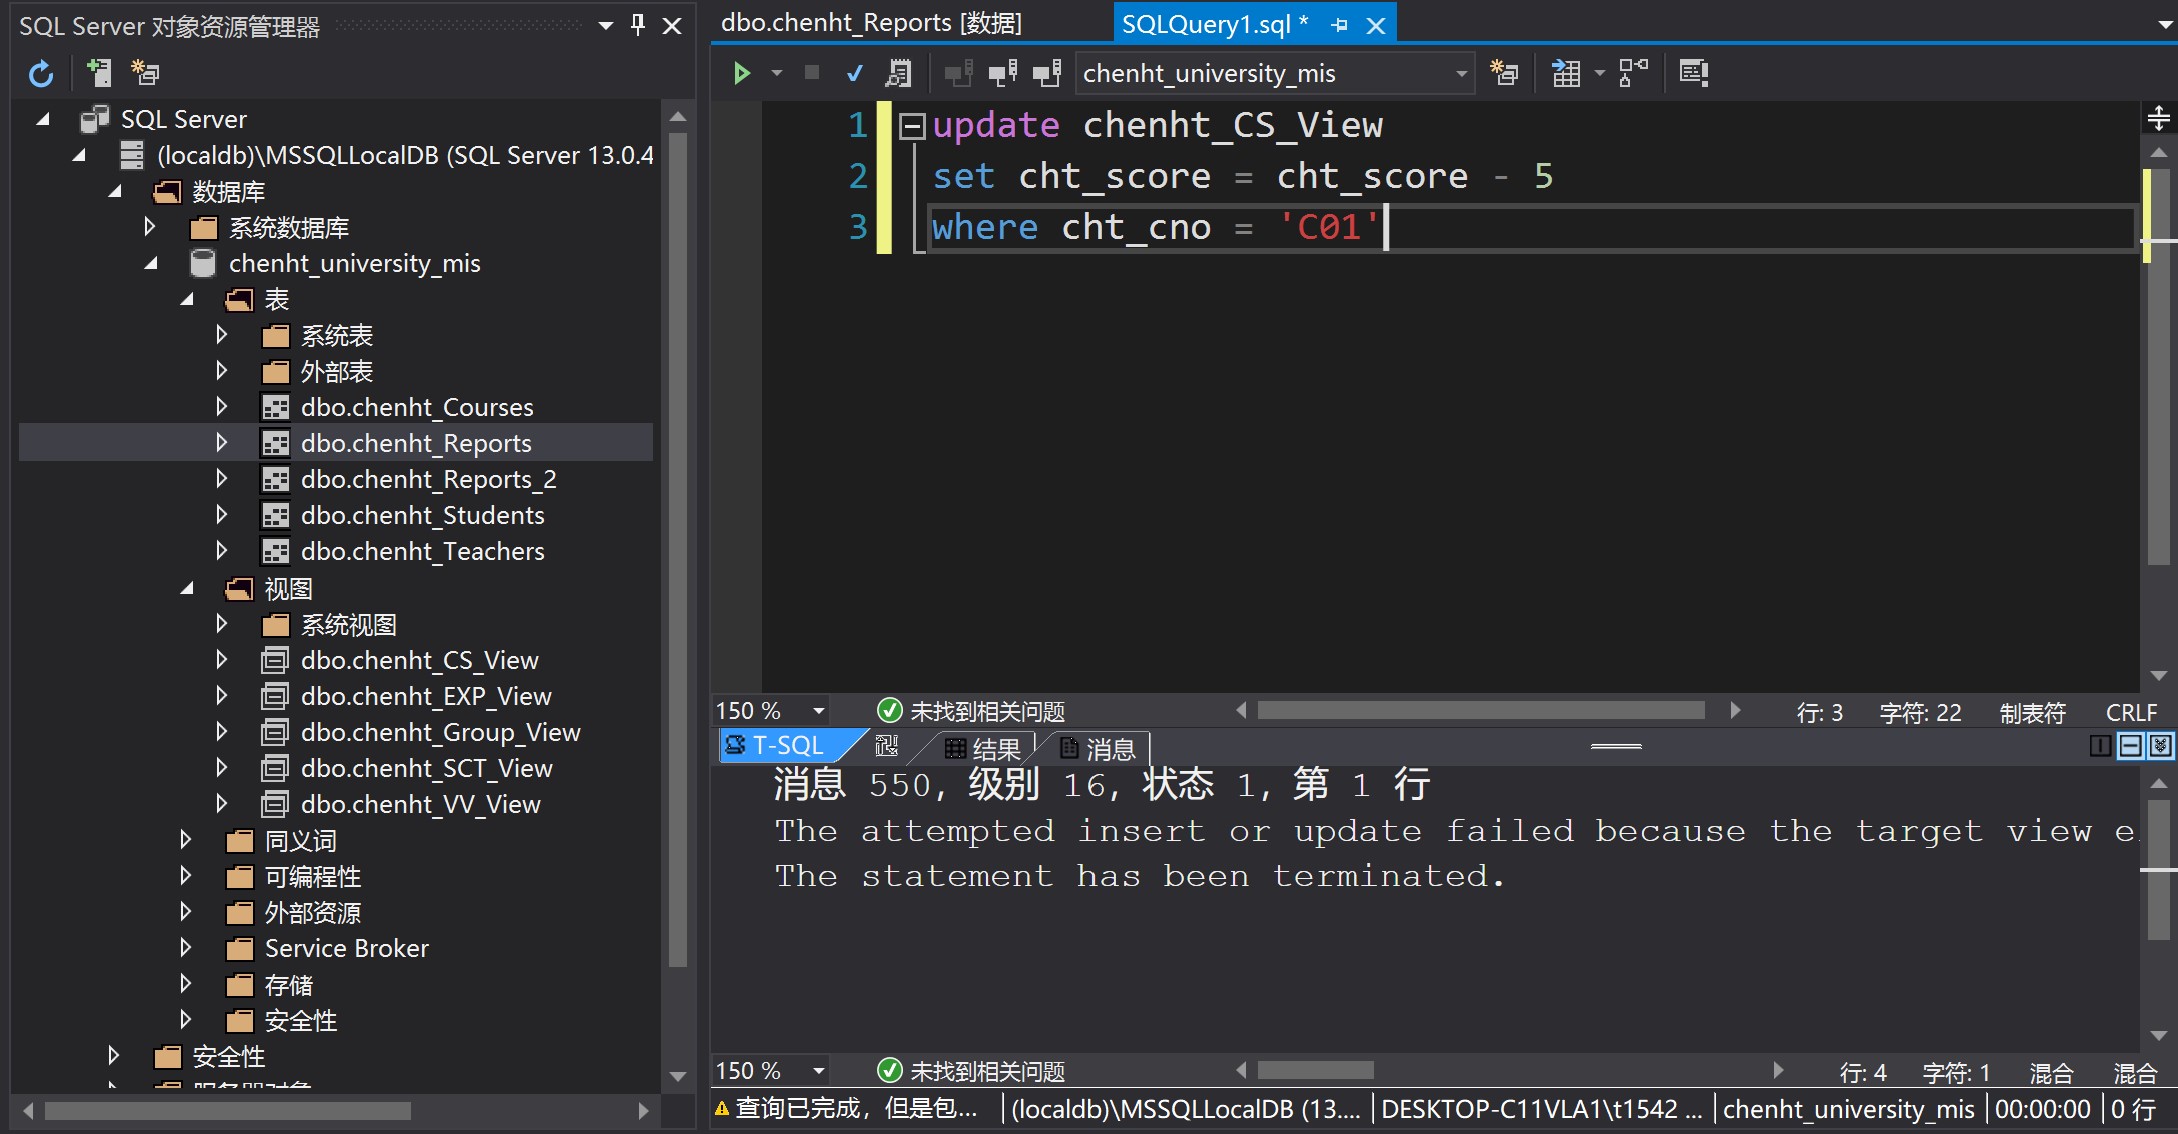 SQL Server 对象资源管理器
SQL Server
(localdb)\MSSQLLocalDB (SQL Server 13.0.4
数据库
系统数据库
chenht_university_mis
表
系统表
外部表
dbo.chenht_Courses
dbo.chenht_Reports
dbo.chenht_Reports_2
dbo.chenht_Students
dbo.chenht_Teachers
视图
系统视图
dbo.chenht_CS_View
dbo.chenht_EXP_View
dbo.chenht_Group_View
dbo.chenht_SCT_View
dbo.chenht_VV_View
同义词
可编程性
外部资源
Service Broker
存储
安全性
安全性
dbo.chenht_Reports [数据]
SQLQuery1.sql *
chenht_university_mis
1 update chenht_CS_View
2 set cht_score = cht_score - 5
3 where cht_cno = 'C01'
150 % 未找到相关问题 行: 3 字符: 22 制表符 CRLF
T-SQL 结果 消息
消息 550, 级别 16, 状态 1, 第 1 行
The attempted insert or update failed because the target view e
The statement has been terminated.
150 % 未找到相关问题 行: 4 字符: 1 混合 混合
查询已完成, 但是包... (localdb)\MSSQLLocalDB (13.... DESKTOP-C11VLA1\t1542 ... chenht_university_mis 00:00:00 0 行